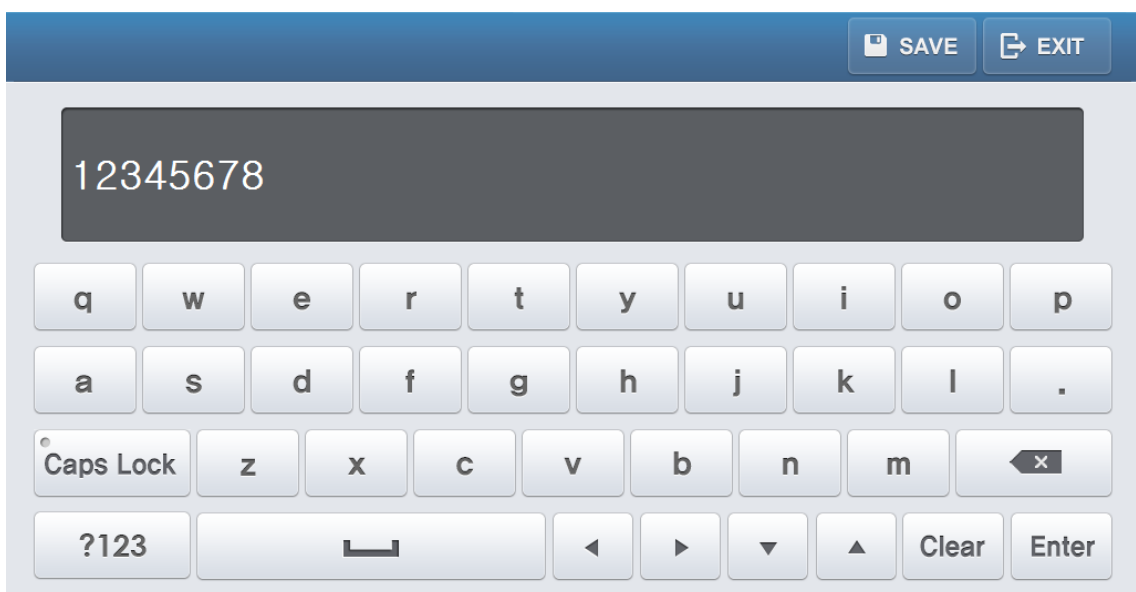 SAVE EXIT
12345678
q w e r t y u i o p
a s d f g h j k l .
Caps Lock z x c v b n m
?123 Clear Enter